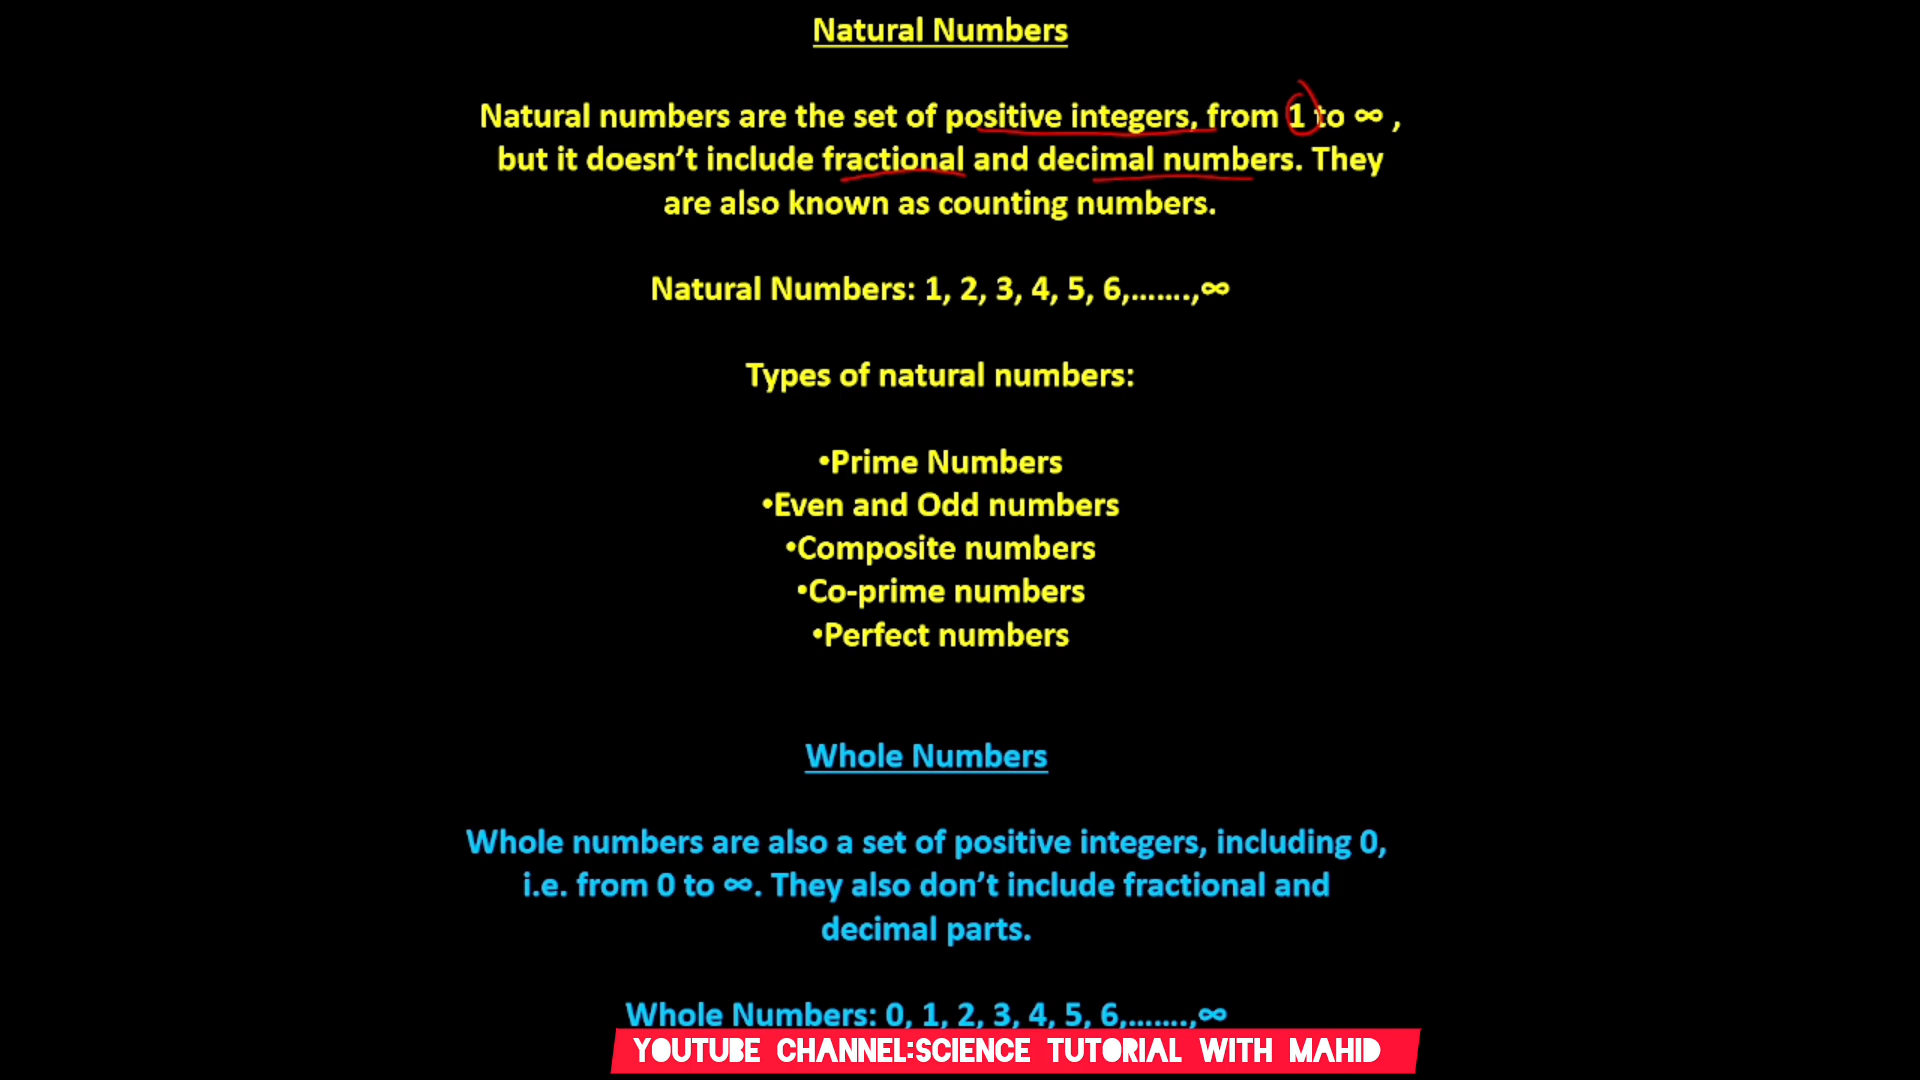 Natural Numbers
Natural numbers are the set of positive integers, from 1 to ∞ ,
but it doesn’t include fractional and decimal numbers. They
are also known as counting numbers.
Natural Numbers: 1, 2, 3, 4, 5, 6,…….,∞
Types of natural numbers:
•Prime Numbers
•Even and Odd numbers
•Composite numbers
•Co-prime numbers
•Perfect numbers
Whole Numbers
Whole numbers are also a set of positive integers, including 0,
i.e. from 0 to ∞. They also don’t include fractional and
decimal parts.
Whole Numbers: 0, 1, 2, 3, 4, 5, 6,…….,∞
YOUTUBE CHANNEL:SCIENCE TUTORIAL WITH MAHID